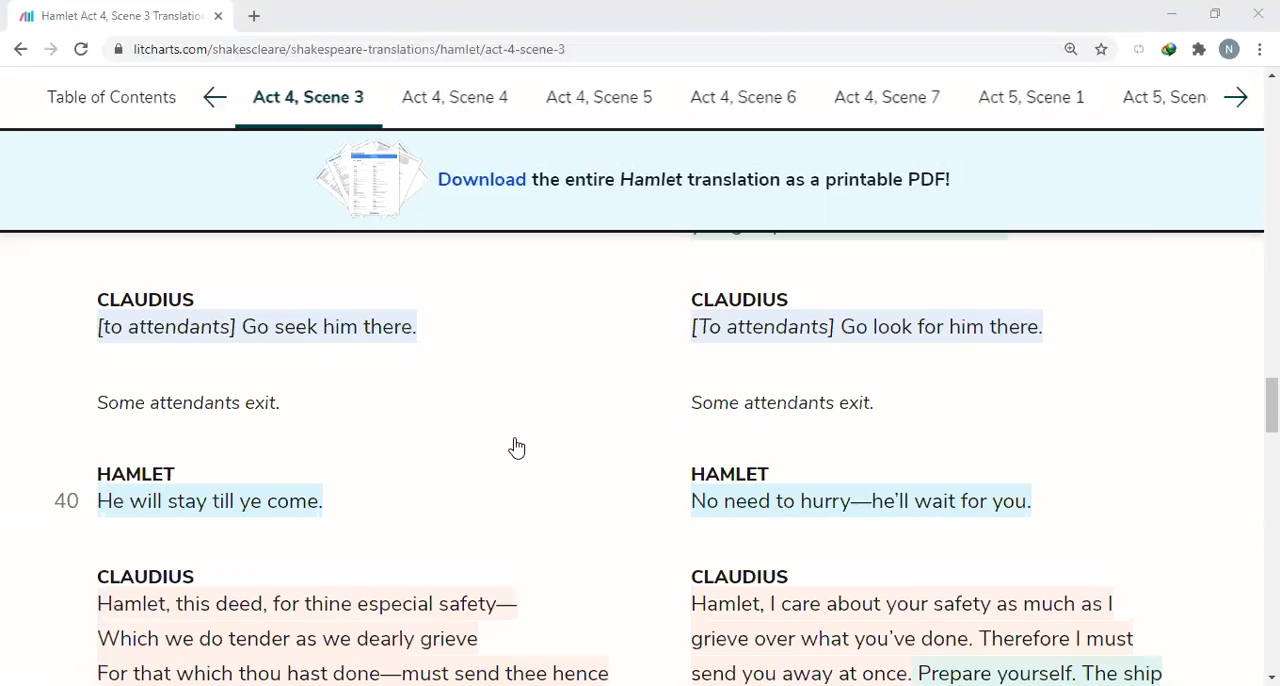 Hamlet Act 4, Scene 3 Translatio
litcharts.com/shakescleare/shakespeare-translations/hamlet/act-4-scene-3
N
Table of Contents
Act 4, Scene 3
Act 4, Scene 4
Act 4, Scene 5
Act 4, Scene 6
Act 4, Scene 7
Act 5, Scene 1
Act 5, Scen
Download the entire Hamlet translation as a printable PDF!
CLAUDIUS
[to attendants] Go seek him there.
Some attendants exit.
HAMLET
40 He will stay till ye come.
CLAUDIUS
Hamlet, this deed, for thine especial safety—
Which we do tender as we dearly grieve
For that which thou hast done—must send thee hence
CLAUDIUS
[To attendants] Go look for him there.
Some attendants exit.
HAMLET
No need to hurry—he'll wait for you.
CLAUDIUS
Hamlet, I care about your safety as much as I
grieve over what you've done. Therefore I must
send you away at once. Prepare yourself. The ship